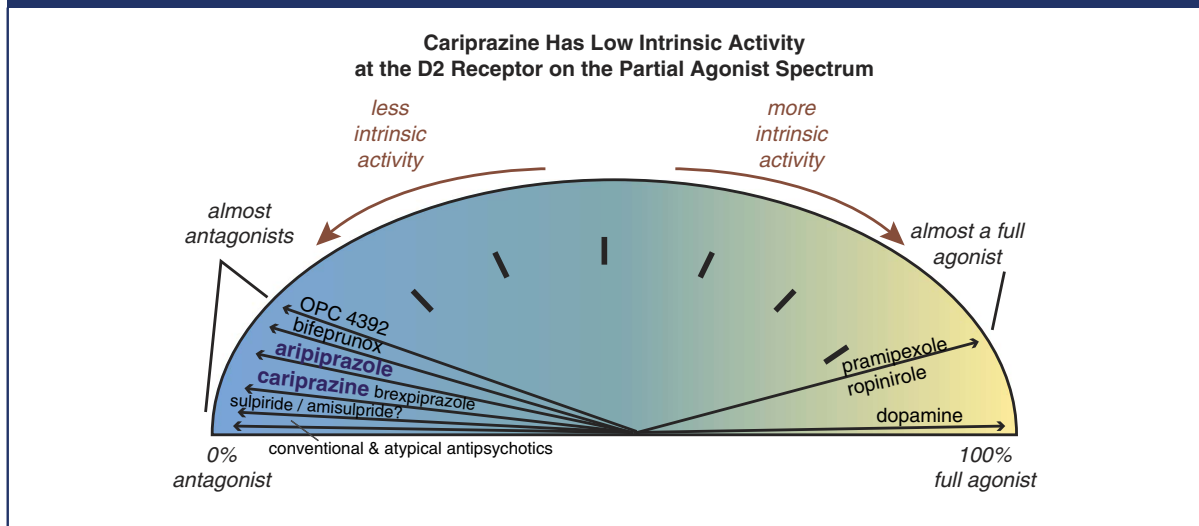 Cariprazine Has Low Intrinsic Activity
at the D2 Receptor on the Partial Agonist Spectrum
less
intrinsic
activity
more
intrinsic
activity
almost
antagonists
almost a full
agonist
OPC 4392
bifeprunox
aripiprazole
cariprazine brexpiprazole
sulpiride / amisulpride?
conventional & atypical antipsychotics
pramipexole
ropinirole
dopamine
0%
antagonist
100%
full agonist